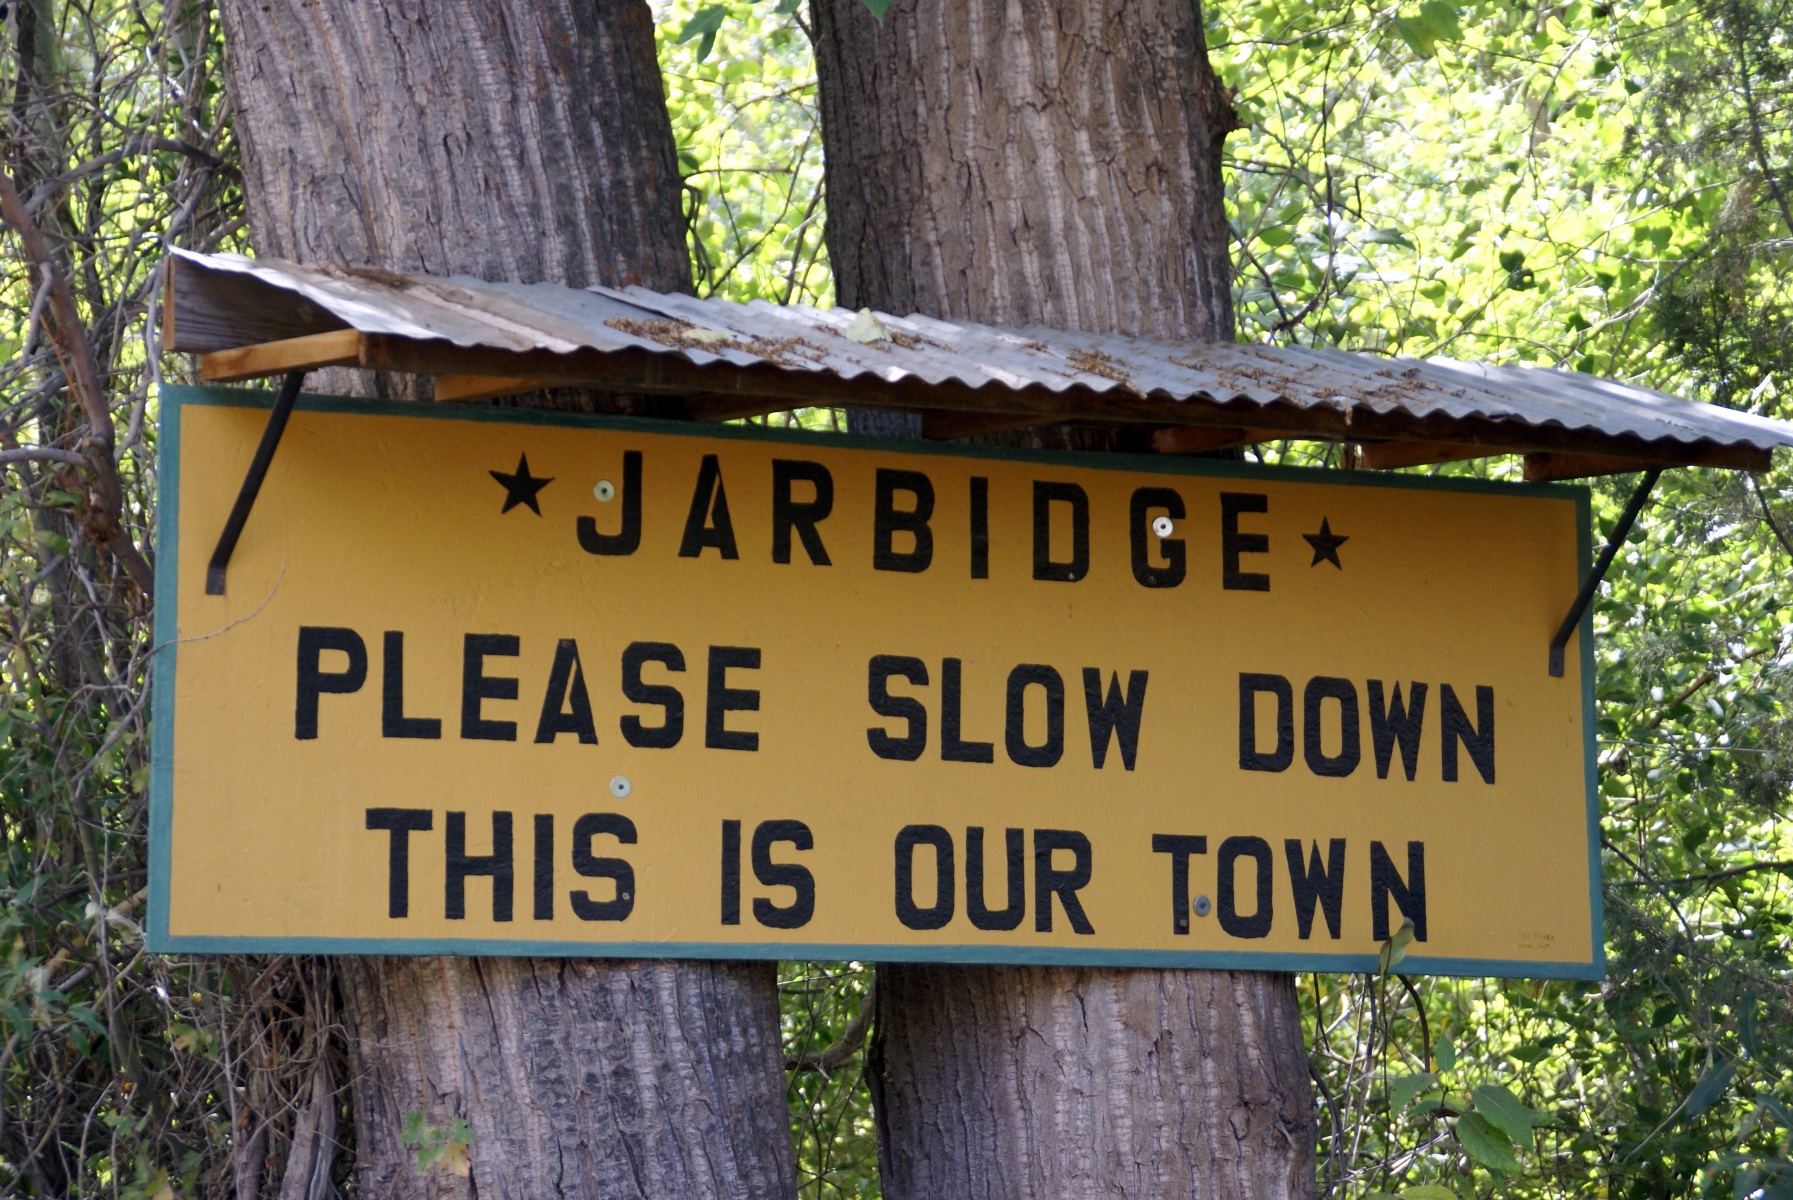 ★ JARBIDGE ★
PLEASE SLOW DOWN
THIS IS OUR TOWN